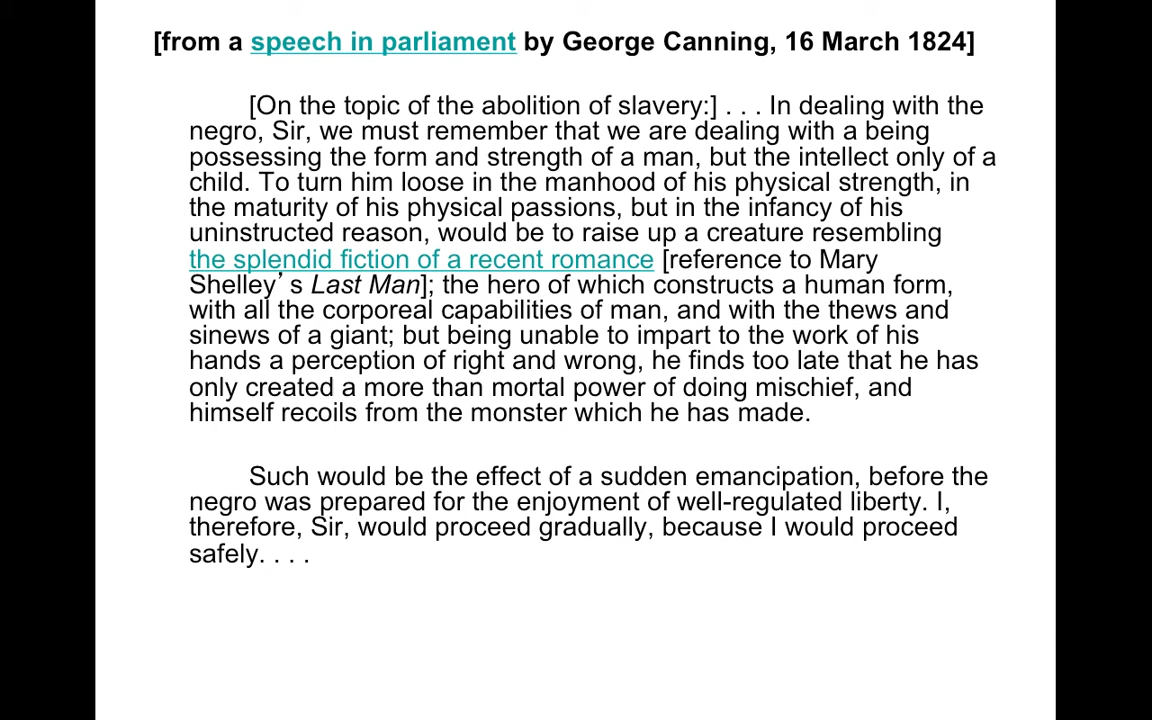 [from a speech in parliament by George Canning, 16 March 1824]
[On the topic of the abolition of slavery:] . . . In dealing with the
negro, Sir, we must remember that we are dealing with a being
possessing the form and strength of a man, but the intellect only of a
child. To turn him loose in the manhood of his physical strength, in
the maturity of his physical passions, but in the infancy of his
uninstructed reason, would be to raise up a creature resembling
the splendid fiction of a recent romance [reference to Mary
Shelley’s Last Man]; the hero of which constructs a human form,
with all the corporeal capabilities of man, and with the thews and
sinews of a giant; but being unable to impart to the work of his
hands a perception of right and wrong, he finds too late that he has
only created a more than mortal power of doing mischief, and
himself recoils from the monster which he has made.
Such would be the effect of a sudden emancipation, before the
negro was prepared for the enjoyment of well-regulated liberty. I,
therefore, Sir, would proceed gradually, because I would proceed
safely. . . .